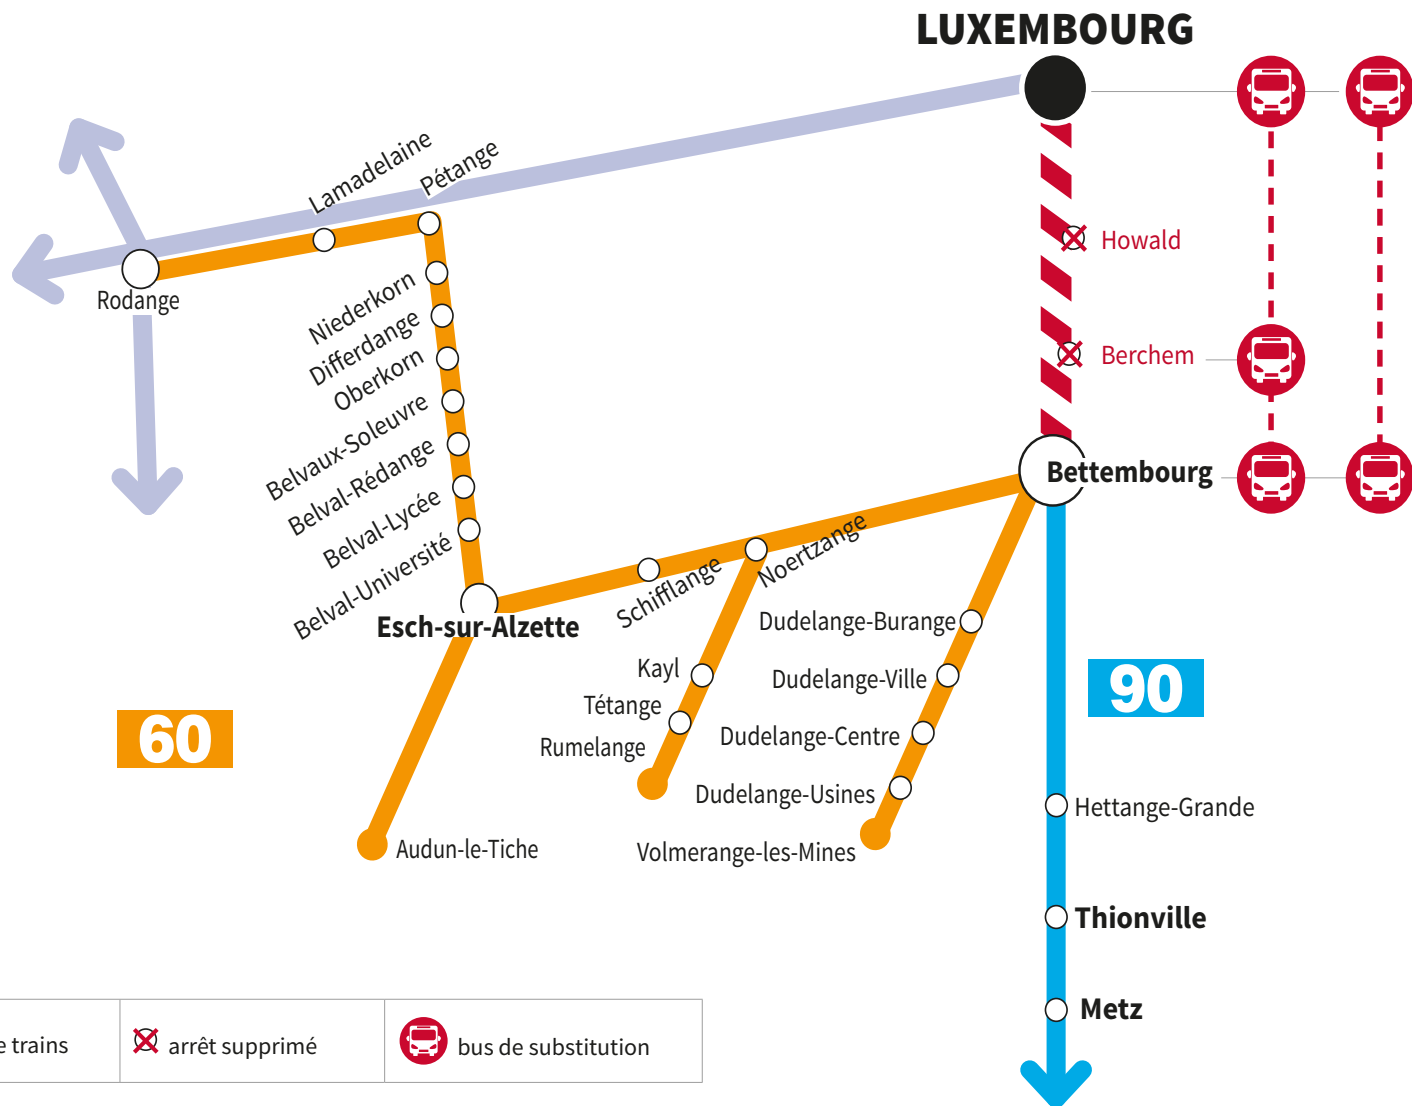 LUXEMBOURG
Lamadelaine
Pétange
Howald
Rodange
Niederkorn
Differdange
Oberkorn
Berchem
Belvaux-Soleuvre
Belval-Rédange
Belval-Lycée
Belval-Université
Bettembourg
Noertzange
Schifflange
Esch-sur-Alzette
Dudelange-Burange
Kayl
Dudelange-Ville
90
Tétange
60
Dudelange-Centre
Rumelange
Dudelange-Usines
Hettange-Grande
Audun-le-Tiche
Volmerange-les-Mines
Thionville
Metz
e trains
arrêt supprimé
bus de substitution